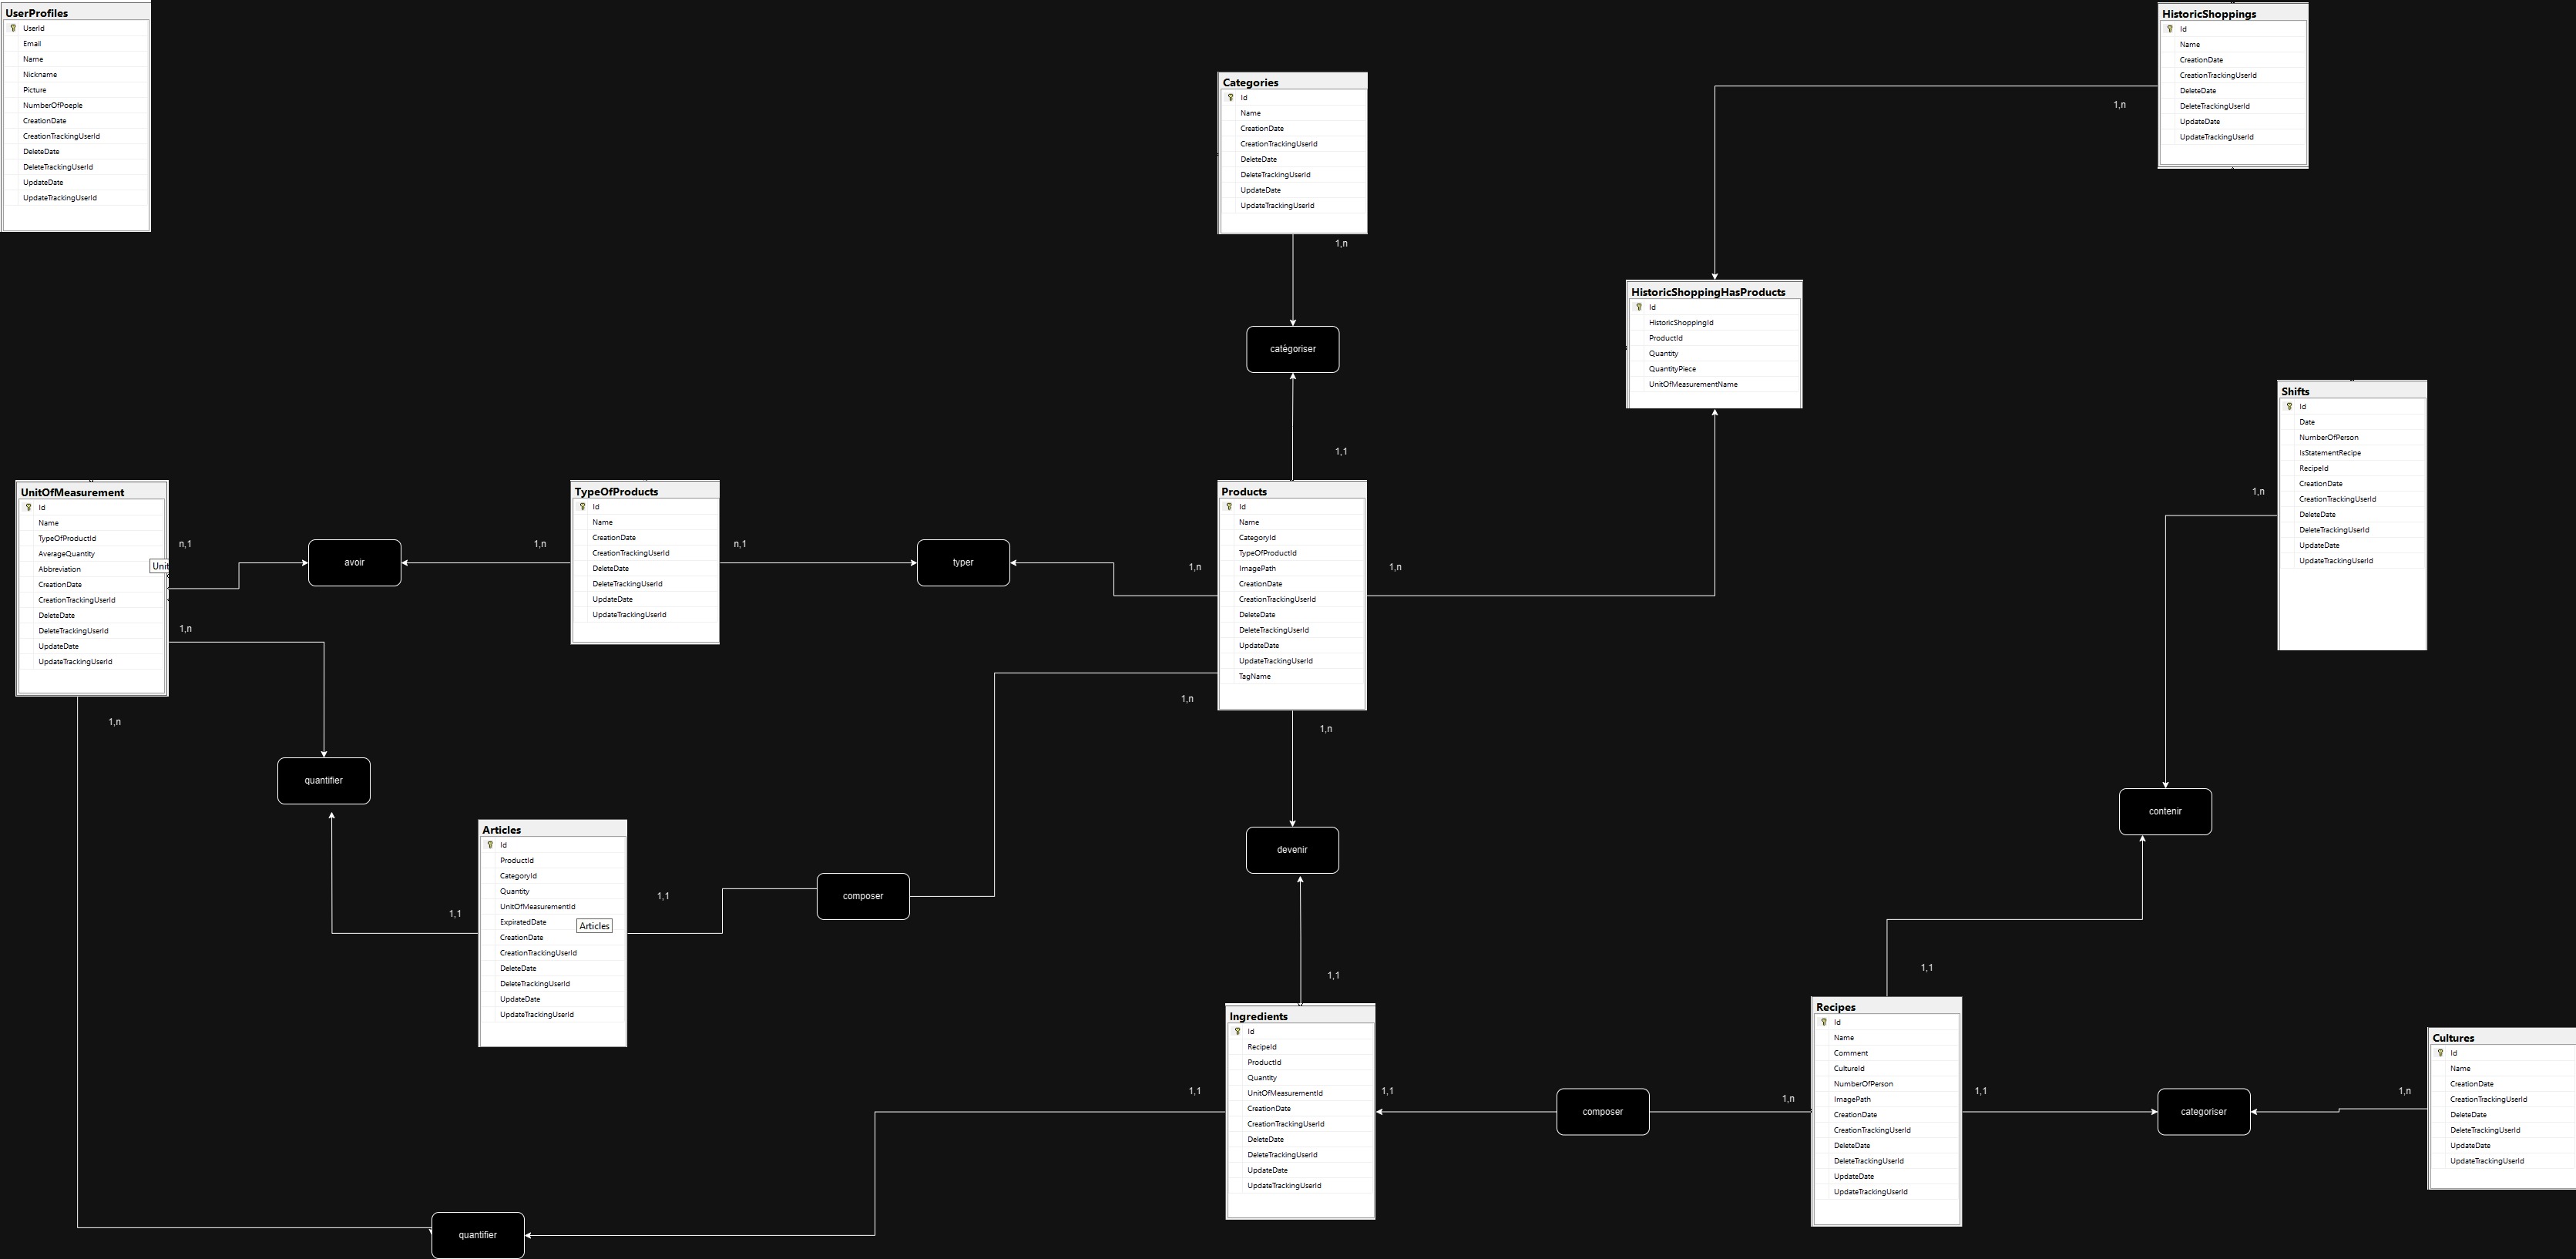 UserProfiles
UserId
Email
Name
Nickname
Picture
NumberOfPoeple
CreationDate
CreationTrackingUserId
DeleteDate
DeleteTrackingUserId
UpdateDate
UpdateTrackingUserId
HistoricShoppings
Id
Name
CreationDate
CreationTrackingUserId
DeleteDate
DeleteTrackingUserId
UpdateDate
UpdateTrackingUserId
1,n
Categories
Id
Name
CreationDate
CreationTrackingUserId
DeleteDate
DeleteTrackingUserId
UpdateDate
UpdateTrackingUserId
1,n
catégoriser
1,1
HistoricShoppingHasProducts
Id
HistoricShoppingId
ProductId
Quantity
QuantityPiece
UnitOfMeasurementName
Shifts
Id
Date
NumberOfPerson
IsStatementRecipe
RecipeId
CreationDate
CreationTrackingUserId
DeleteDate
DeleteTrackingUserId
UpdateDate
UpdateTrackingUserId
1,n
UnitOfMeasurement
Id
Name
TypeOfProductId
AverageQuantity
Abbreviation
Unit
CreationDate
CreationTrackingUserId
DeleteDate
DeleteTrackingUserId
UpdateDate
UpdateTrackingUserId
n,1
1,n
1,n
avoir
1,n
TypeOfProducts
Id
Name
CreationDate
CreationTrackingUserId
DeleteDate
DeleteTrackingUserId
UpdateDate
UpdateTrackingUserId
n,1
typer
1,n
Products
Id
Name
CategoryId
TypeOfProductId
ImagePath
CreationDate
CreationTrackingUserId
DeleteDate
DeleteTrackingUserId
UpdateDate
UpdateTrackingUserId
TagName
1,n
1,n
1,n
quantifier
contenir
Articles
Id
ProductId
CategoryId
Quantity
UnitOfMeasurementId
ExpiratedDate
Articles
CreationDate
CreationTrackingUserId
DeleteDate
DeleteTrackingUserId
UpdateDate
UpdateTrackingUserId
1,1
1,1
composer
devenir
1,1
Ingredients
Id
RecipeId
ProductId
Quantity
UnitOfMeasurementId
CreationDate
CreationTrackingUserId
DeleteDate
DeleteTrackingUserId
UpdateDate
UpdateTrackingUserId
1,1
1,1
composer
1,n
1,1
Recipes
Id
Name
Comment
CultureId
NumberOfPerson
ImagePath
CreationDate
CreationTrackingUserId
DeleteDate
DeleteTrackingUserId
UpdateDate
UpdateTrackingUserId
1,1
categoriser
1,n
Cultures
Id
Name
CreationDate
CreationTrackingUserId
DeleteDate
DeleteTrackingUserId
UpdateDate
UpdateTrackingUserId
quantifier